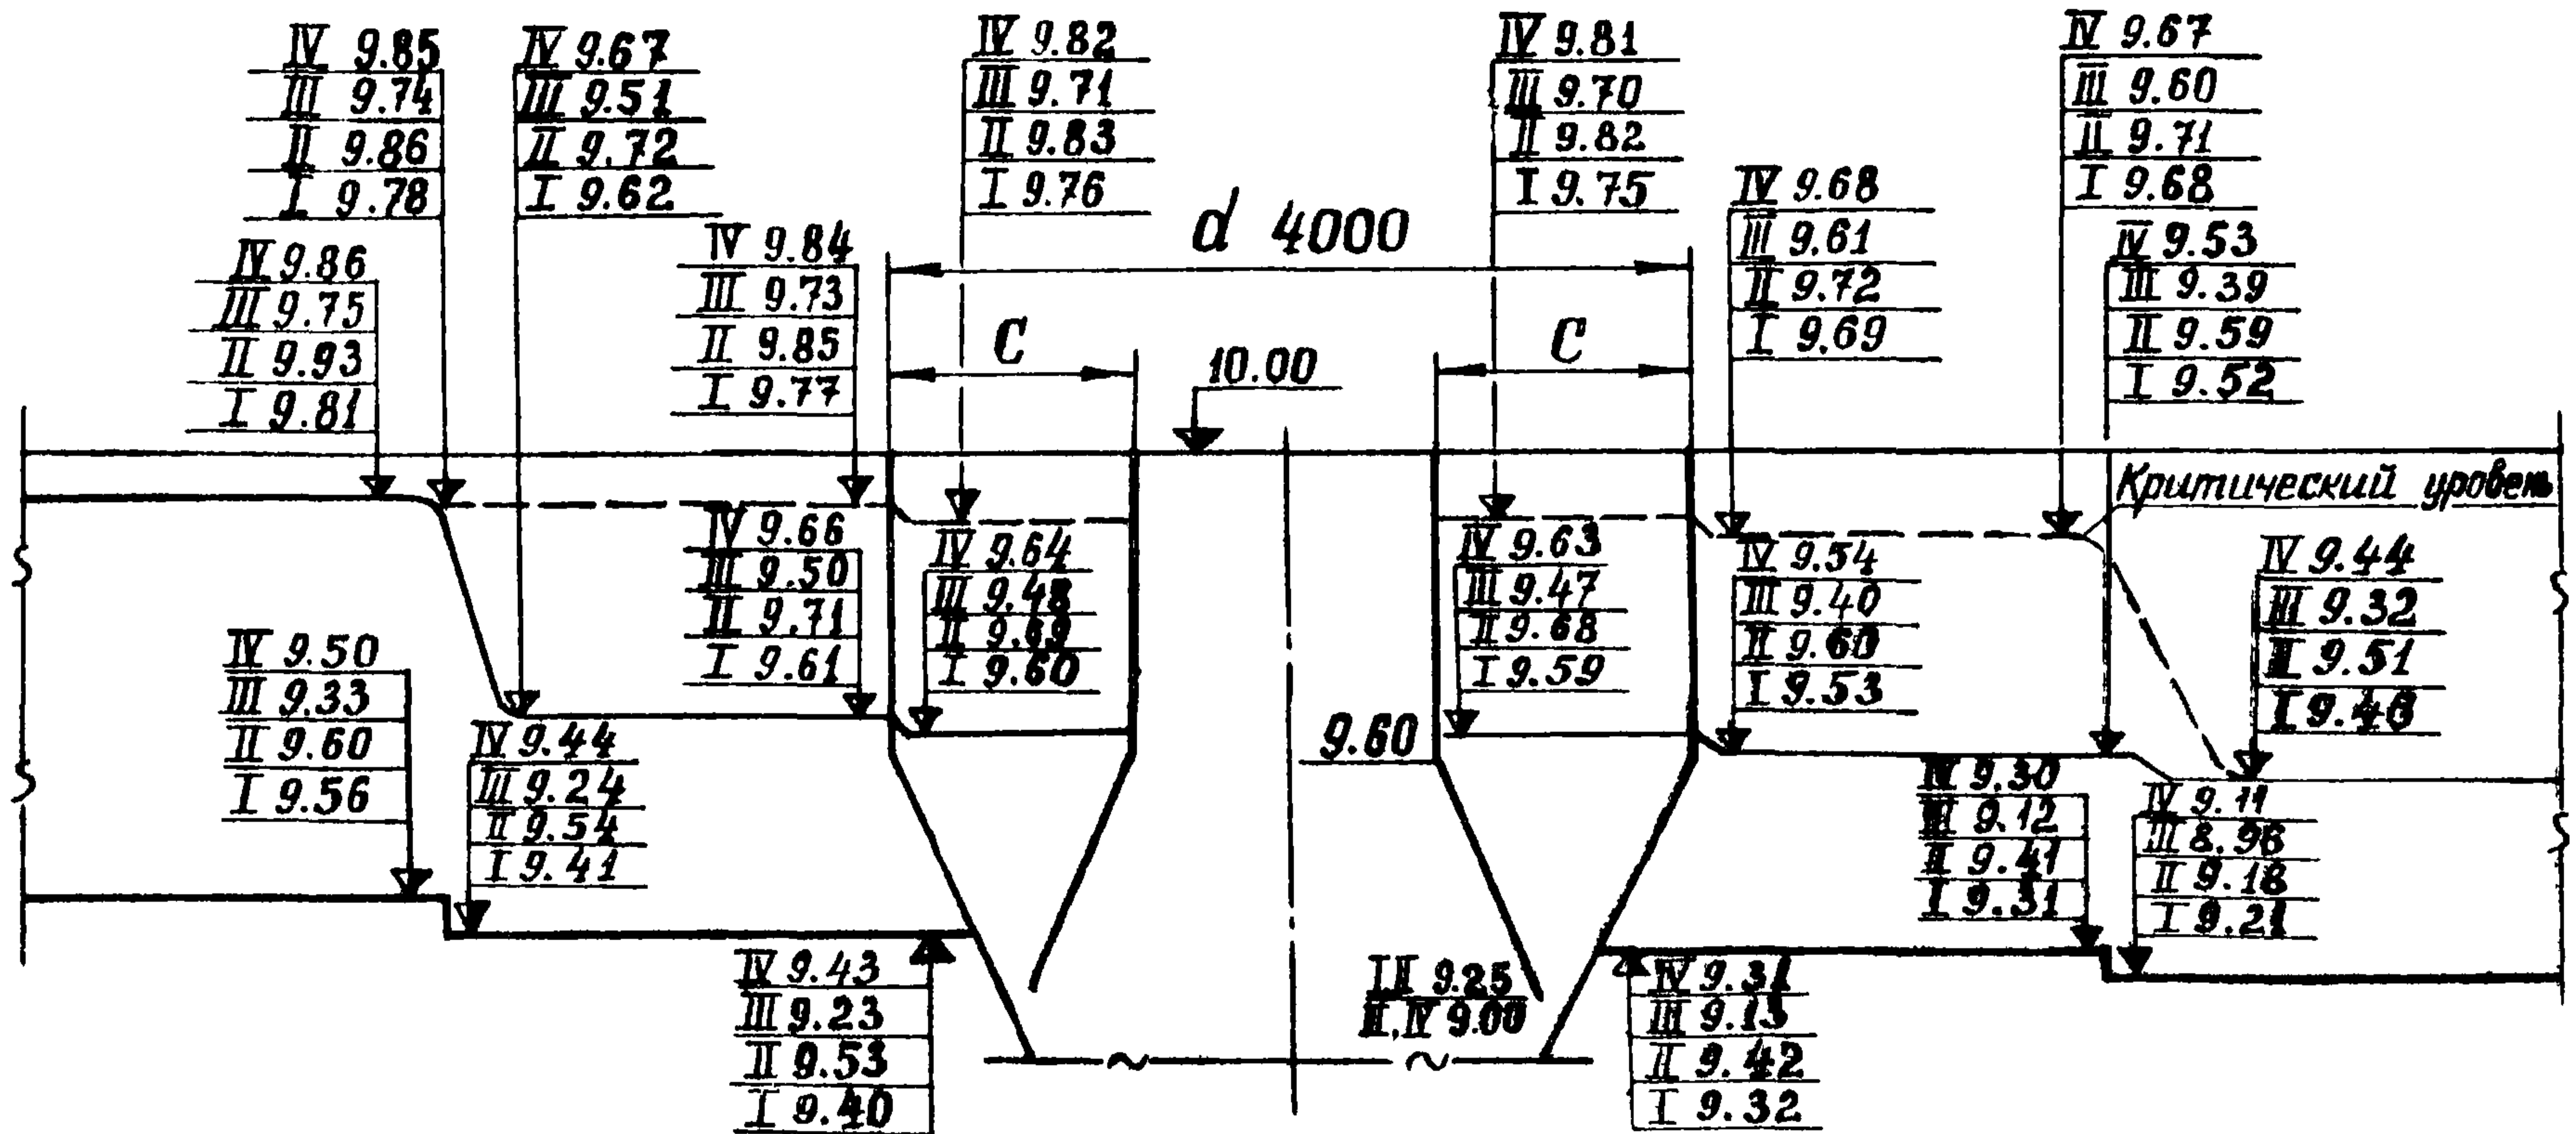 IV 9.85
III 9.74
II 9.86
I 9.78
IV 9.67
III 9.51
II 9.72
I 9.62
IV 9.82
III 9.71
II 9.83
I 9.76
IV 9.81
III 9.70
II 9.82
I 9.75
IV 9.67
III 9.60
II 9.71
I 9.68
IV 9.86
III 9.75
II 9.93
I 9.81
IV 9.84
III 9.73
II 9.85
I 9.77
d 4000
C
C
10.00
IV 9.68
III 9.61
II 9.72
I 9.69
IV 9.53
III 9.39
II 9.59
I 9.52
Критический уровень
IV 9.66
III 9.50
II 9.71
I 9.61
IV 9.64
III 9.48
II 9.69
I 9.60
IV 9.63
III 9.47
II 9.68
I 9.59
IV 9.54
III 9.40
II 9.60
I 9.53
IV 9.44
III 9.32
II 9.51
I 9.48
IV 9.50
III 9.33
II 9.60
I 9.56
IV 9.44
III 9.24
II 9.54
I 9.41
9.60
IV 9.30
III 9.12
II 9.41
I 9.31
IV 9.11
III 8.98
II 9.18
I 9.21
IV 9.43
III 9.23
II 9.53
I 9.40
9.25
9.00
IV 9.31
III 9.13
II 9.42
I 9.32